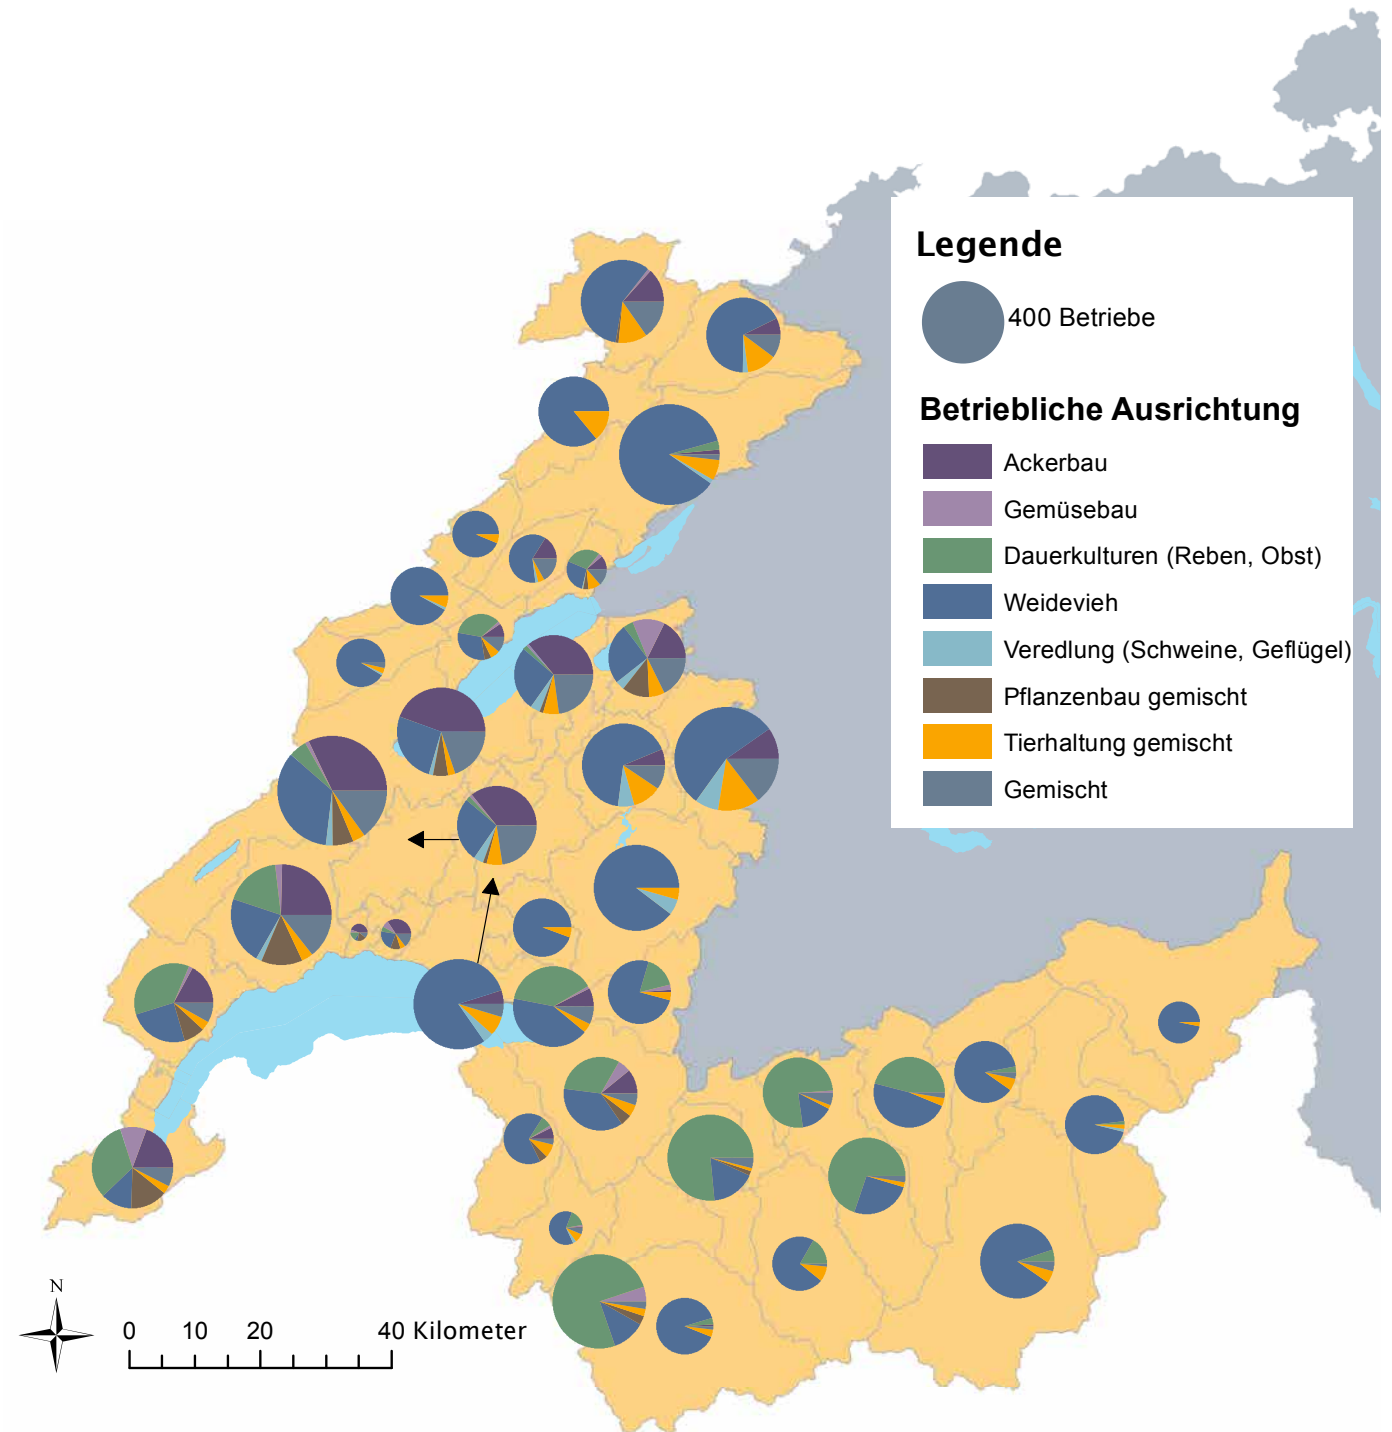 Legende
400 Betriebe
Betriebliche Ausrichtung
Ackerbau
Gemüsebau
Dauerkulturen (Reben, Obst)
Weidevieh
Veredlung (Schweine, Geflügel)
Pflanzenbau gemischt
Tierhaltung gemischt
Gemischt
N
0 10 20 40 Kilometer